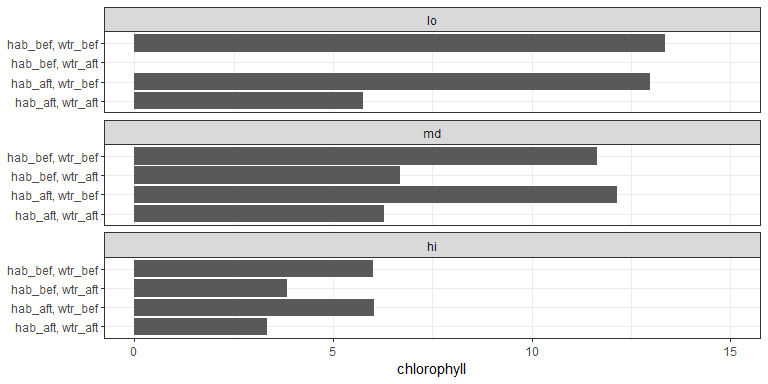 lo
hab_bef, wtr_bef
hab_bef, wtr_aft
hab_aft, wtr_bef
hab_aft, wtr_aft
md
hab_bef, wtr_bef
hab_bef, wtr_aft
hab_aft, wtr_bef
hab_aft, wtr_aft
hi
hab_bef, wtr_bef
hab_bef, wtr_aft
hab_aft, wtr_bef
hab_aft, wtr_aft
0 5 10 15
chlorophyll